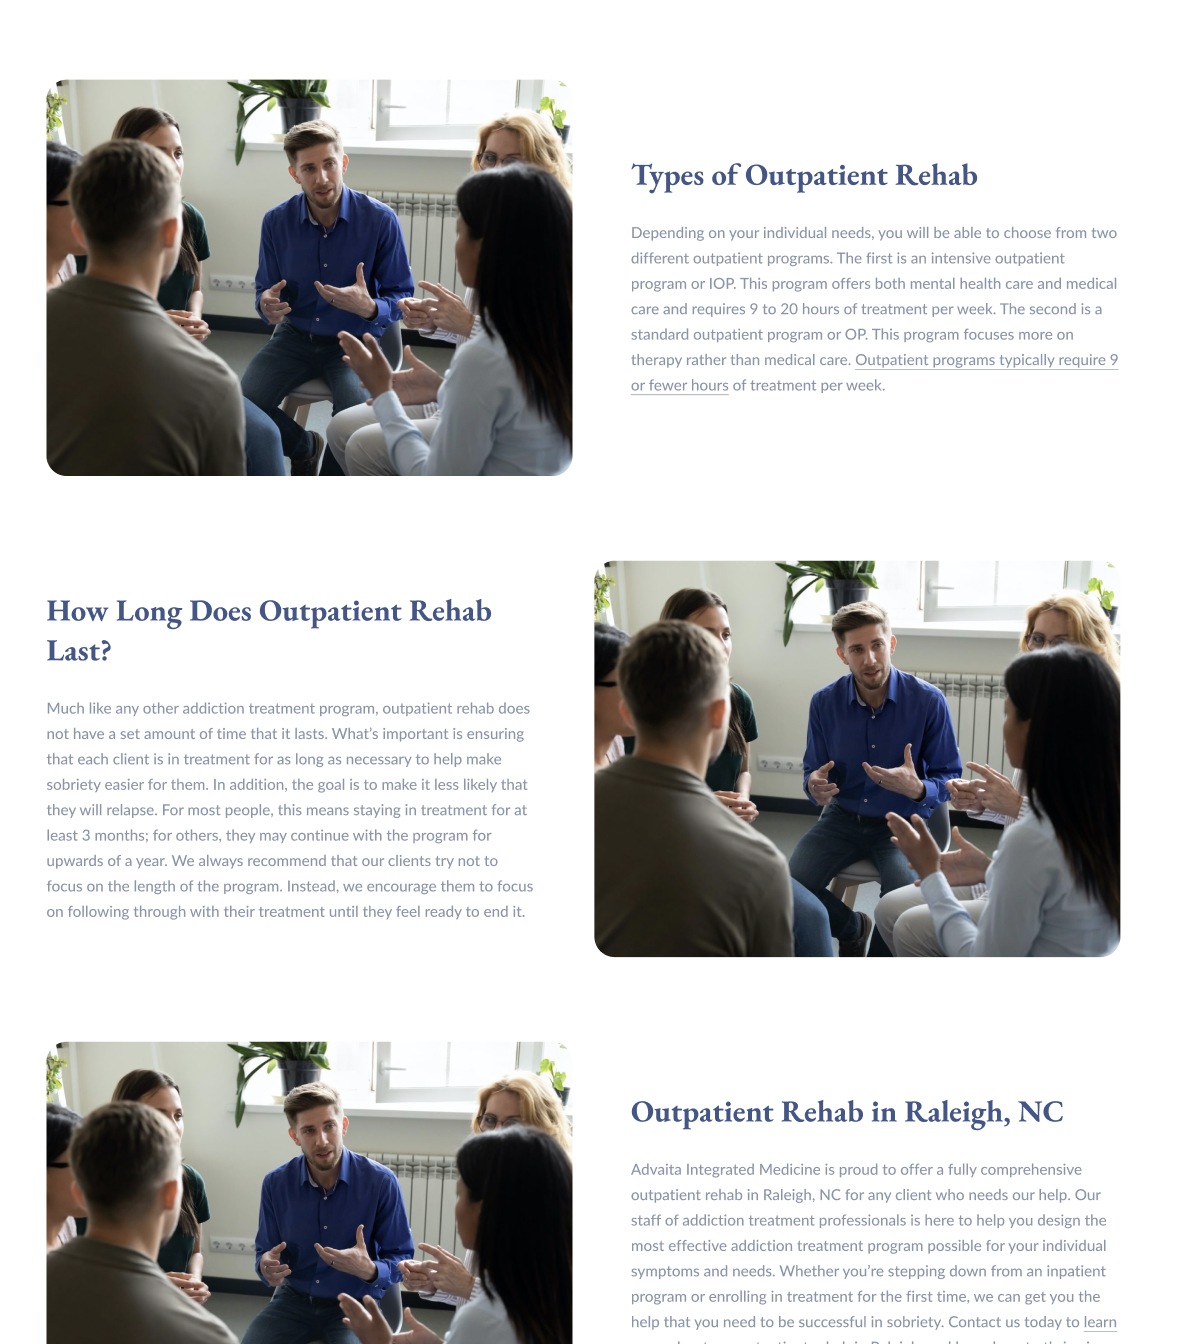 Types of Outpatient Rehab
Depending on your individual needs, you will be able to choose from two
different outpatient programs. The first is an intensive outpatient
program or IOP. This program offers both mental health care and medical
care and requires 9 to 20 hours of treatment per week. The second is a
standard outpatient program or OP. This program focuses more on
therapy rather than medical care. Outpatient programs typically require 9
or fewer hours of treatment per week.
How Long Does Outpatient Rehab
Last?
Much like any other addiction treatment program, outpatient rehab does
not have a set amount of time that it lasts. What’s important is ensuring
that each client is in treatment for as long as necessary to help make
sobriety easier for them. In addition, the goal is to make it less likely that
they will relapse. For most people, this means staying in treatment for at
least 3 months; for others, they may continue with the program for
upwards of a year. We always recommend that our clients try not to
focus on the length of the program. Instead, we encourage them to focus
on following through with their treatment until they feel ready to end it.
Outpatient Rehab in Raleigh, NC
Advaita Integrated Medicine is proud to offer a fully comprehensive
outpatient rehab in Raleigh, NC for any client who needs our help. Our
staff of addiction treatment professionals is here to help you design the
most effective addiction treatment program possible for your individual
symptoms and needs. Whether you’re stepping down from an inpatient
program or enrolling in treatment for the first time, we can get you the
help that you need to be successful in sobriety. Contact us today to learn